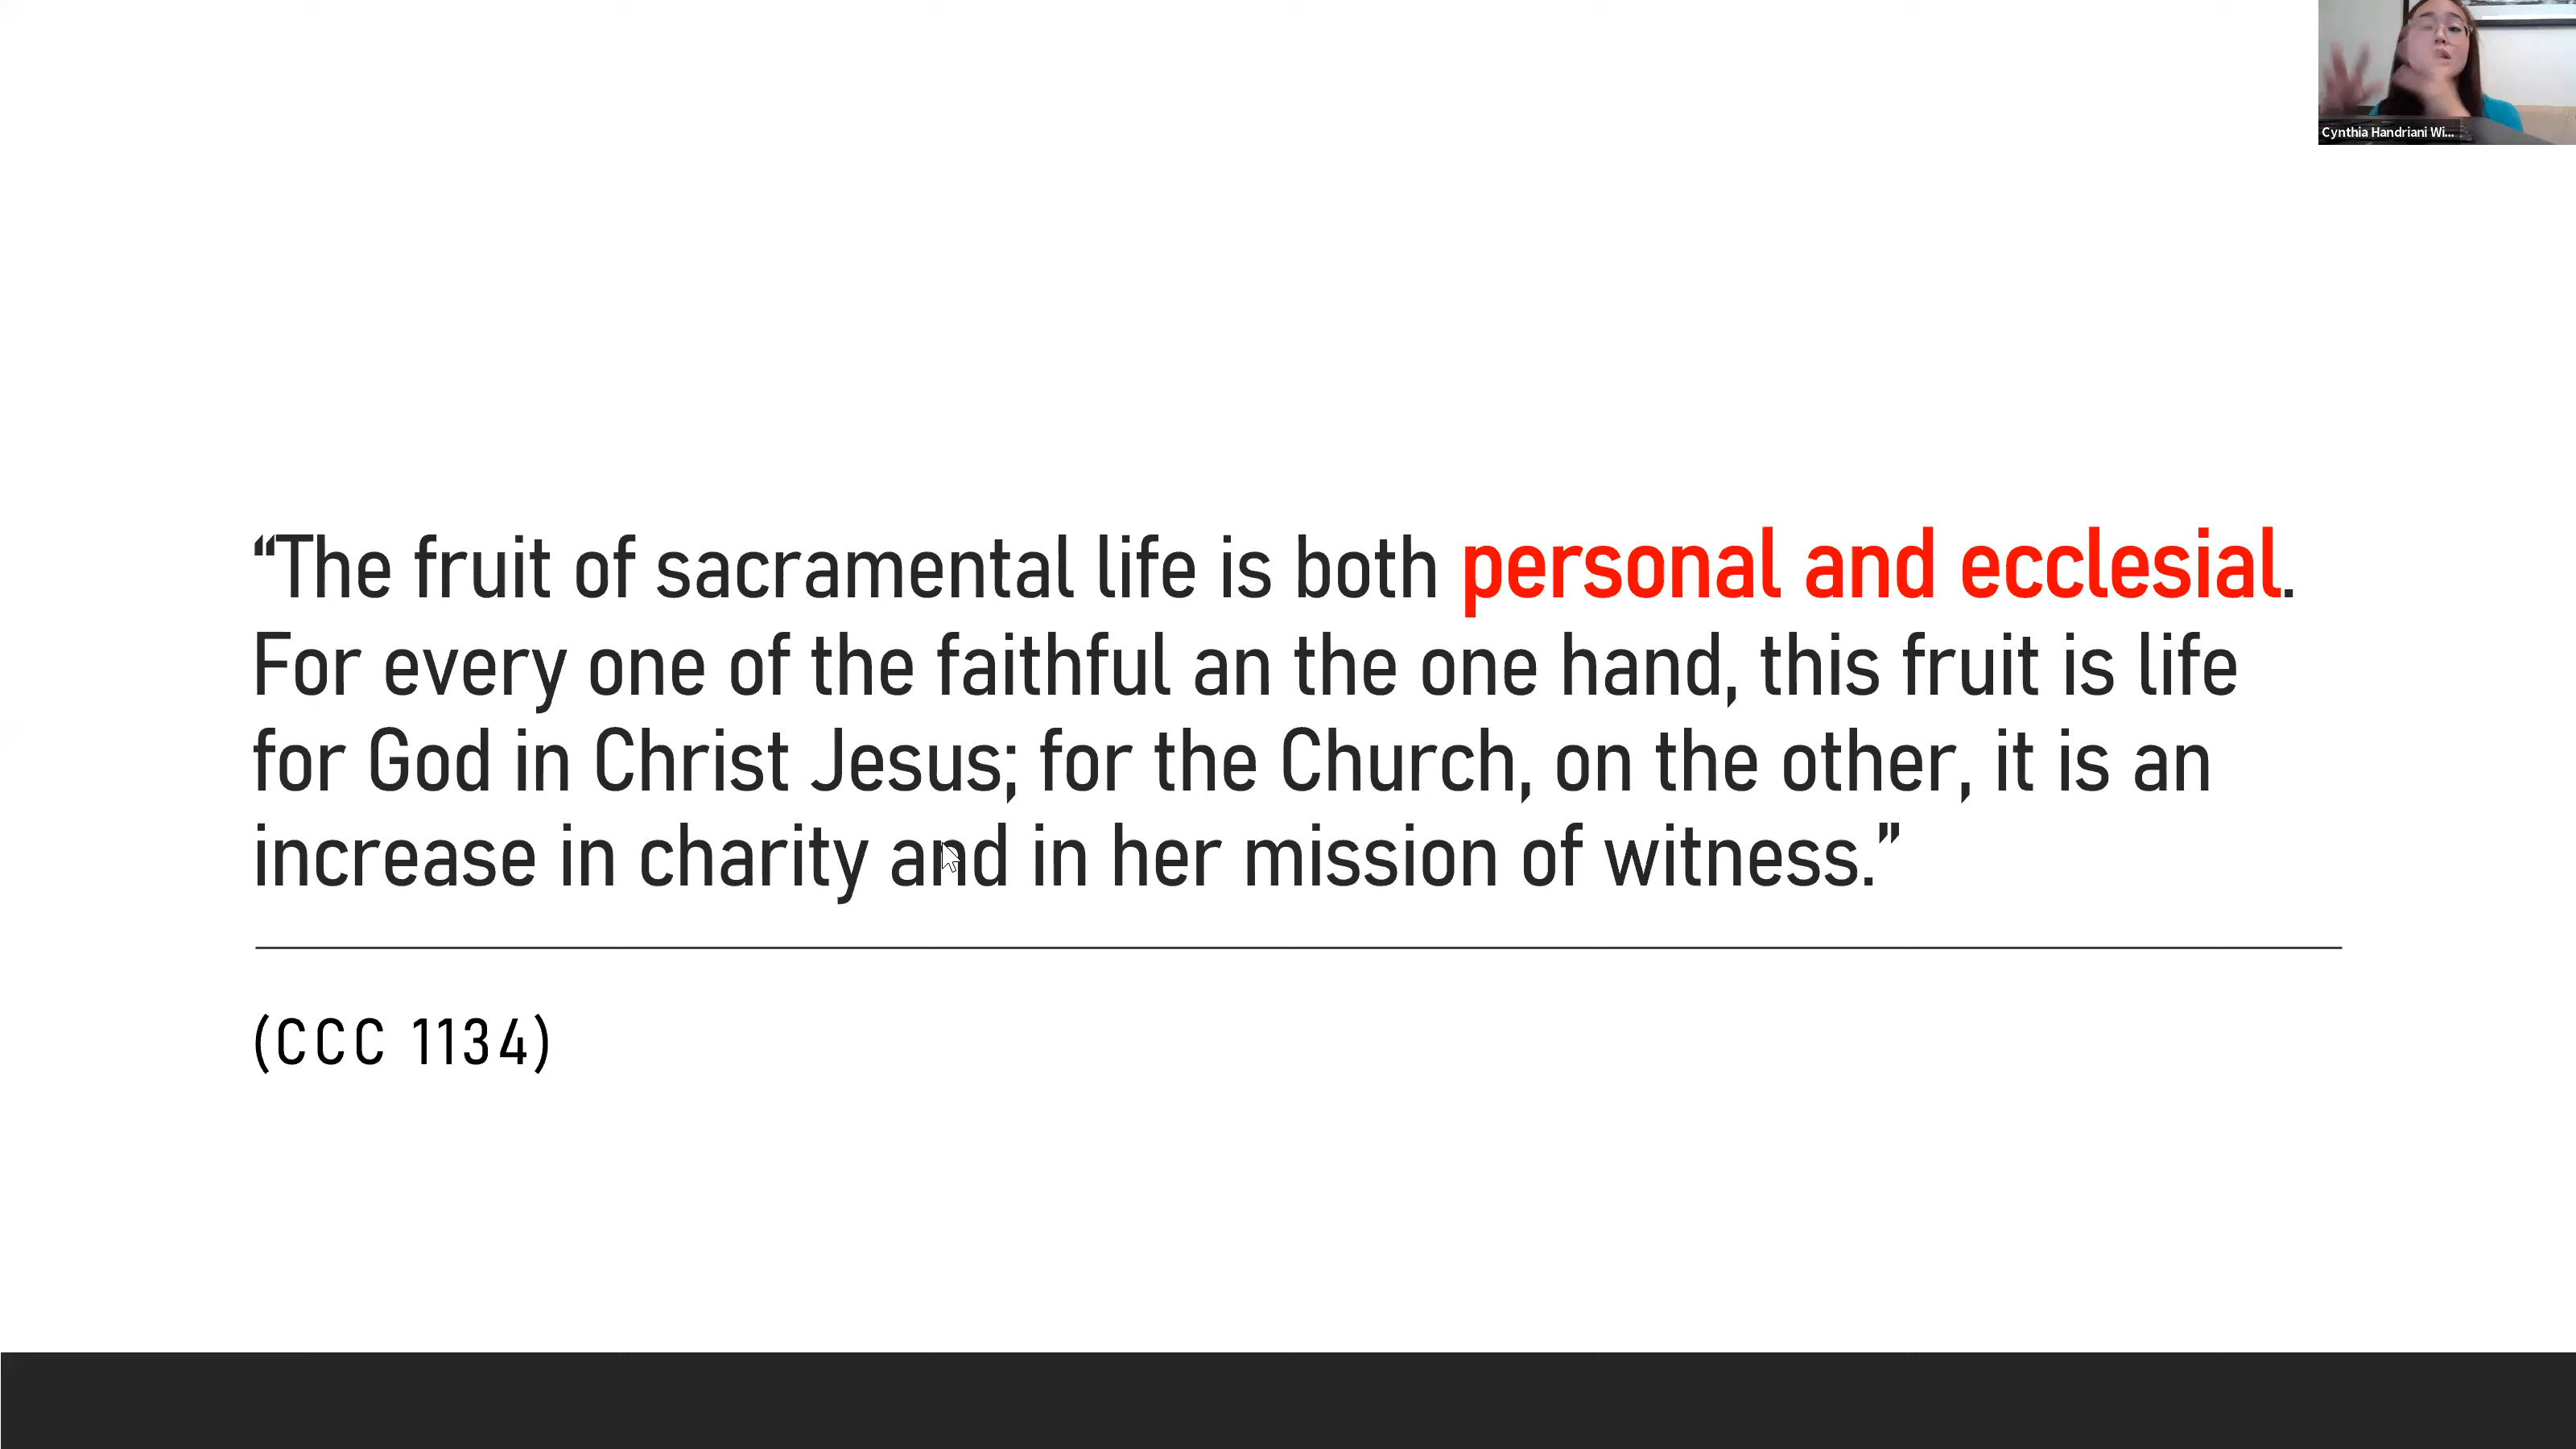 Cynthia Handriani Wi...
“The fruit of sacramental life is both personal and ecclesial.
For every one of the faithful an the one hand, this fruit is life
for God in Christ Jesus; for the Church, on the other, it is an
increase in charity and in her mission of witness.”
(CCC 1134)